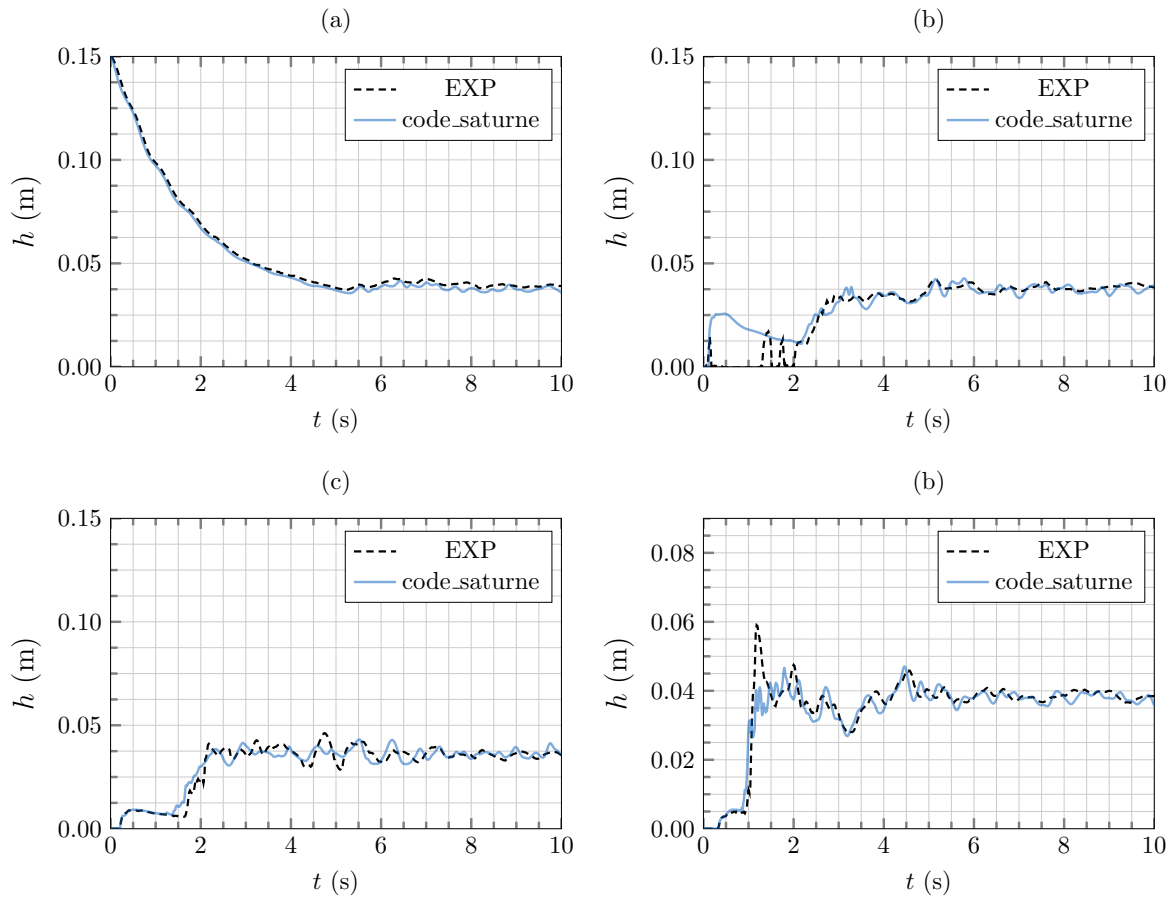 (a)
0.15
0.10
0.05
0.00
h (m)
EXP
code_saturne
0 2 4 6 8 10
t (s)
(b)
0.15
0.10
0.05
0.00
h (m)
EXP
code_saturne
0 2 4 6 8 10
t (s)
(c)
0.15
0.10
0.05
0.00
h (m)
EXP
code_saturne
0 2 4 6 8 10
t (s)
(b)
0.08
0.06
0.04
0.02
0.00
h (m)
EXP
code_saturne
0 2 4 6 8 10
t (s)